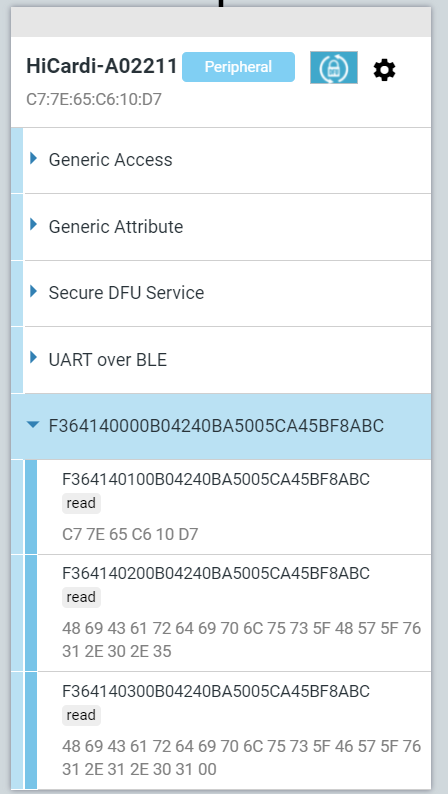 HiCardi-A02211 Peripheral
C7:7E:65:C6:10:D7
Generic Access
Generic Attribute
Secure DFU Service
UART over BLE
F364140000B04240BA5005CA45BF8ABC
F364140100B04240BA5005CA45BF8ABC
read
C7 7E 65 C6 10 D7
F364140200B04240BA5005CA45BF8ABC
read
48 69 43 61 72 64 69 70 6C 75 73 5F 48 57 5F 76
31 2E 30 2E 35
F364140300B04240BA5005CA45BF8ABC
read
48 69 43 61 72 64 69 70 6C 75 73 5F 46 57 5F 76
31 2E 31 2E 30 31 00